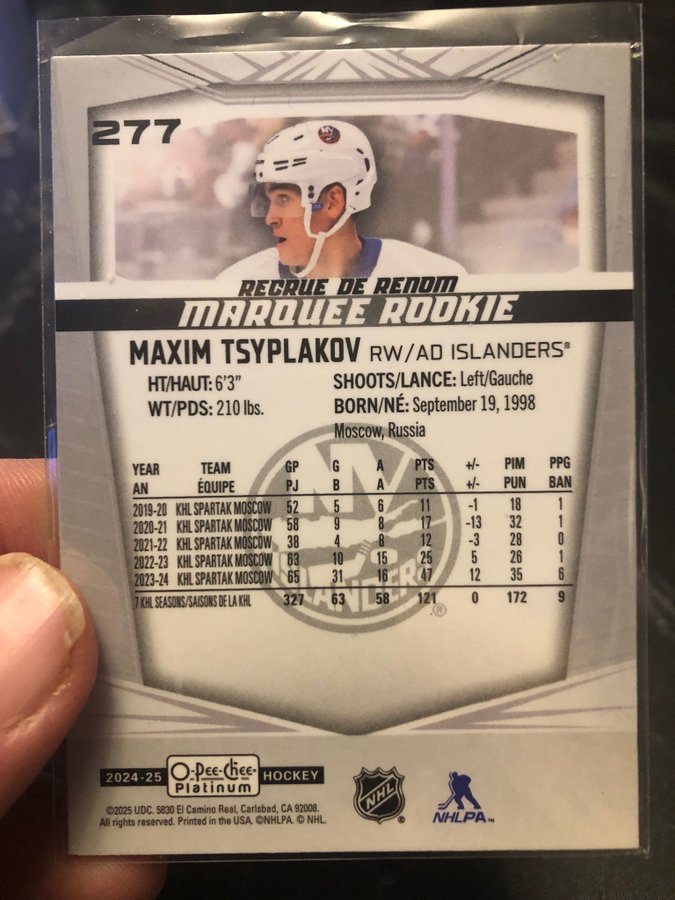 277
RECRUE DE RENOM
MARQUEE ROOKIE
MAXIM TSYPLAKOV RW/AD ISLANDERS®
HT/HAUT: 6'3" SHOOTS/LANCE: Left/Gauche
WT/PDS: 210 lbs. BORN/NÉ: September 19, 1998
Moscow, Russia
YEAR TEAM GP G A PTS +/- PIM PPG
AN ÉQUIPE PJ B A PTS +/- PUN BAN
2019-20 KHL SPARTAK MOSCOW 52 5 6 11 -1 18 1
2020-21 KHL SPARTAK MOSCOW 58 9 8 17 -13 32 1
2021-22 KHL SPARTAK MOSCOW 38 4 8 12 -3 28 0
2022-23 KHL SPARTAK MOSCOW 63 10 15 25 5 26 1
2023-24 KHL SPARTAK MOSCOW 65 31 16 47 12 35 6
7 KHL SEASONS/SAISONS DE LA KHL 327 63 58 121 0 172 9
NY
ISLANDERS
®
2024-25 O-Pee-Chee Platinum HOCKEY
©2025 UDC. 5830 El Camino Real, Carlsbad, CA 92008.
All rights reserved. Printed in the USA. ©NHLPA. © NHL.
NHL ®
NHLPA™